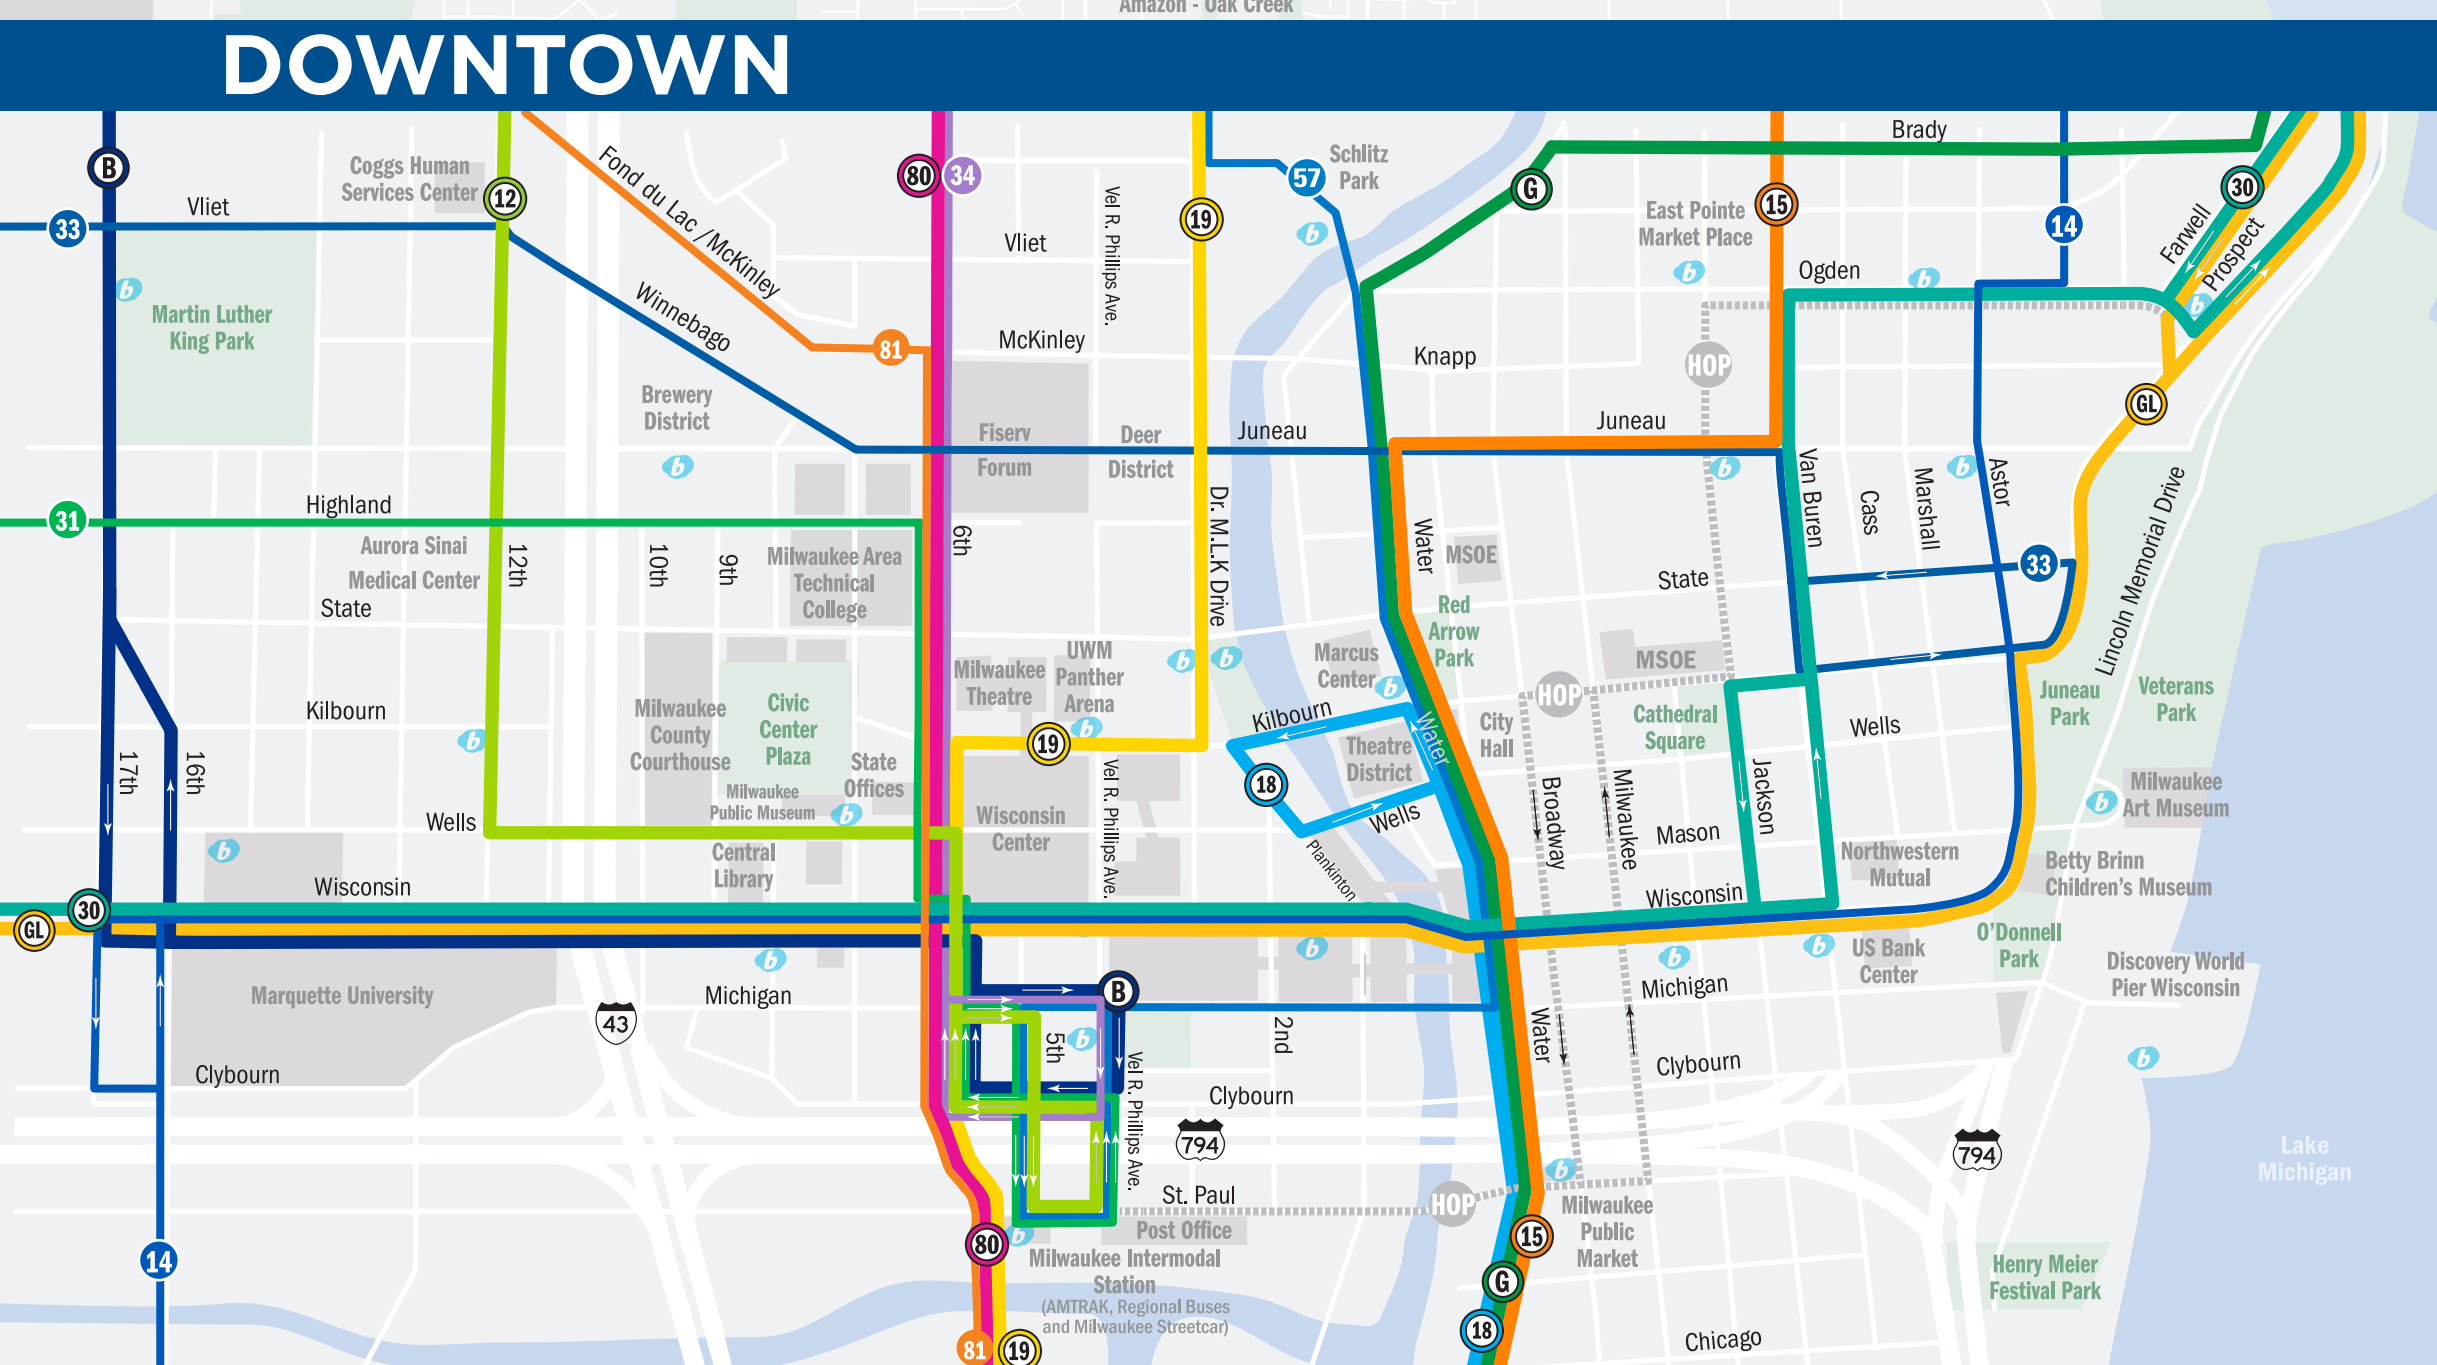 Amazon - Oak Creek
DOWNTOWN
B
Coggs Human
Services Center
12
Fond du Lac /McKinley
80
34
Vel R. Phillips Ave.
19
57
Schlitz
Park
G
East Pointe
Market Place
15
Brady
14
30
Farwell
Prospect
33
Vliet
Vliet
Ogden
Martin Luther
King Park
b
Winnebago
81
McKinley
Knapp
HOP
GL
Brewery
District
Fiserv
Forum
Deer
District
Juneau
Juneau
31
Highland
Aurora Sinai
Medical Center
State
12th
10th
9th
Milwaukee Area
Technical
College
6th
Dr. M.L.K Drive
Water
MSOE
Red
Arrow
Park
State
Van Buren
Cass
Marshall
Astor
33
Lincoln Memorial Drive
Kilbourn
17th
16th
Milwaukee
County
Courthouse
Civic
Center
Plaza
State
Offices
Milwaukee
Public Museum
Milwaukee
Theatre
UWM
Panther
Arena
19
Marcus
Center
Kilbourn
Water
Theatre
District
18
Wells
Plankinton
City
Hall
HOP
MSOE
Cathedral
Square
Wells
Juneau
Park
Veterans
Park
Milwaukee
Art Museum
Wells
Central
Library
Wisconsin
Center
Vel R. Phillips Ave.
Broadway
Milwaukee
Mason
Jackson
Northwestern
Mutual
Betty Brinn
Children's Museum
Wisconsin
Wisconsin
30
GL
O'Donnell
Park
US Bank
Center
Discovery World
Pier Wisconsin
Marquette University
43
Michigan
B
5th
2nd
Water
Michigan
Clybourn
Clybourn
Vel R. Phillips Ave.
Clybourn
794
794
Lake
Michigan
St. Paul
HOP
Post Office
Milwaukee
Public
Market
14
80
Milwaukee Intermodal
Station
(AMTRAK, Regional Buses
and Milwaukee Streetcar)
15
G
18
Henry Meier
Festival Park
81
19
Chicago